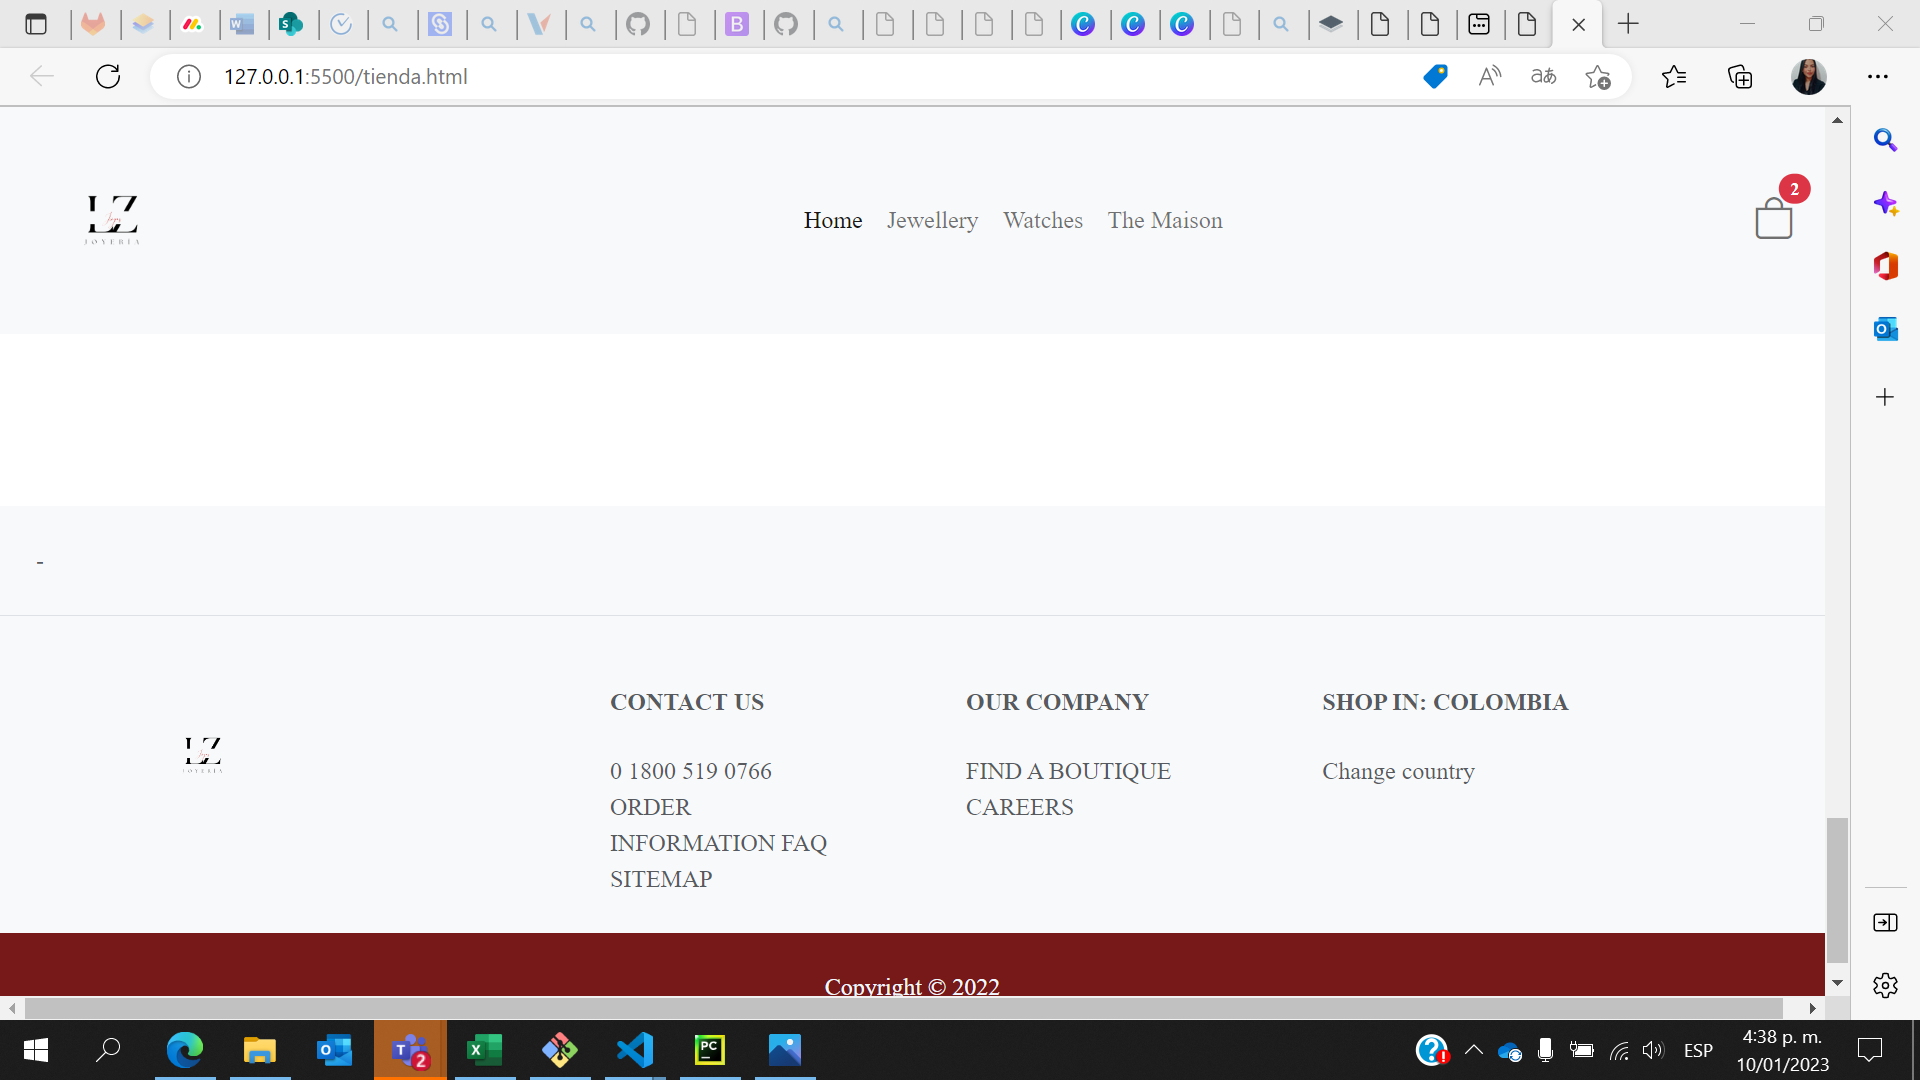 127.0.0.1:5500/tienda.html
LZ
JOYERIA
Home Jewellery Watches The Maison
2
-
LZ
JOYERIA
CONTACT US
0 1800 519 0766
ORDER
INFORMATION FAQ
SITEMAP
OUR COMPANY
FIND A BOUTIQUE
CAREERS
SHOP IN: COLOMBIA
Change country
Copyright © 2022
2
ESP
4:38 p. m.
10/01/2023